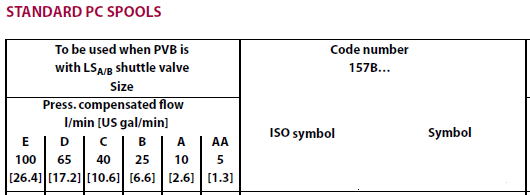 STANDARD PC SPOOLS
To be used when PVB is
with LSA/B shuttle valve
Size
Code number
157B...
Press. compensated flow
l/min [US gal/min]
ISO symbol
Symbol
E D C B A AA
100 65 40 25 10 5
[26.4] [17.2] [10.6] [6.6] [2.6] [1.3]